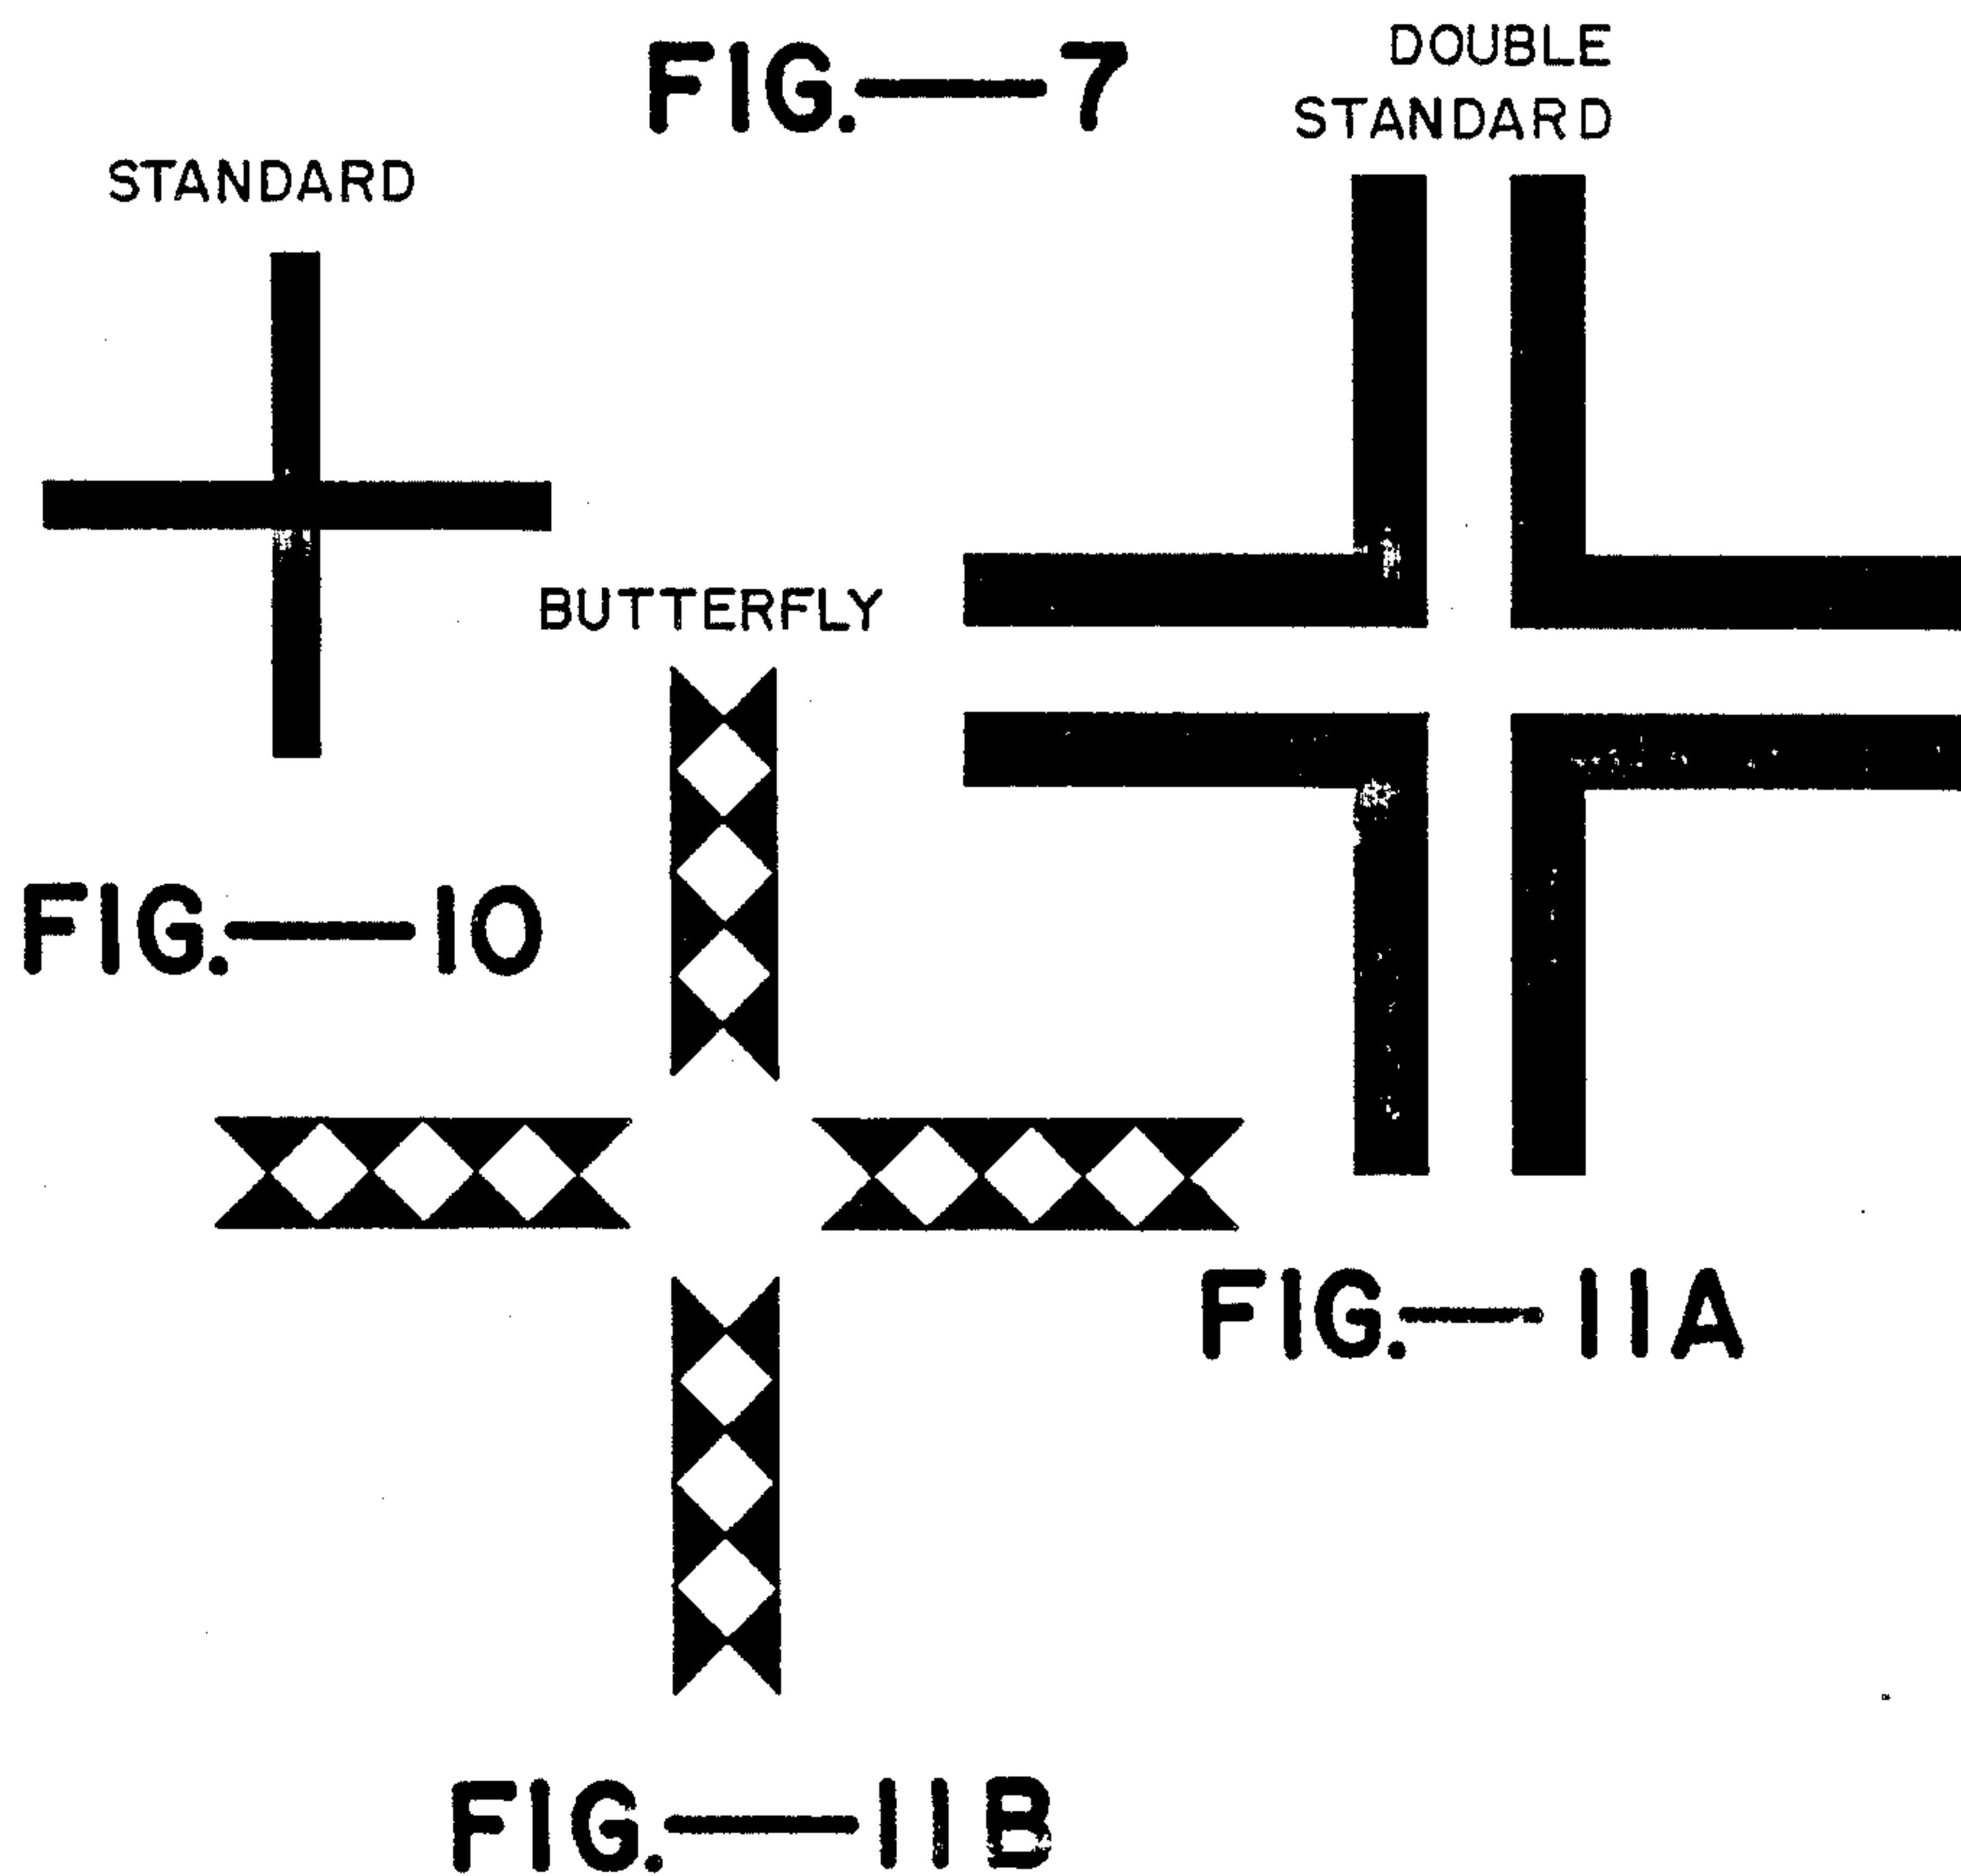 FIG.—7
DOUBLE
STANDARD
STANDARD
BUTTERFLY
FIG.—10
FIG.—11A
FIG.—11B